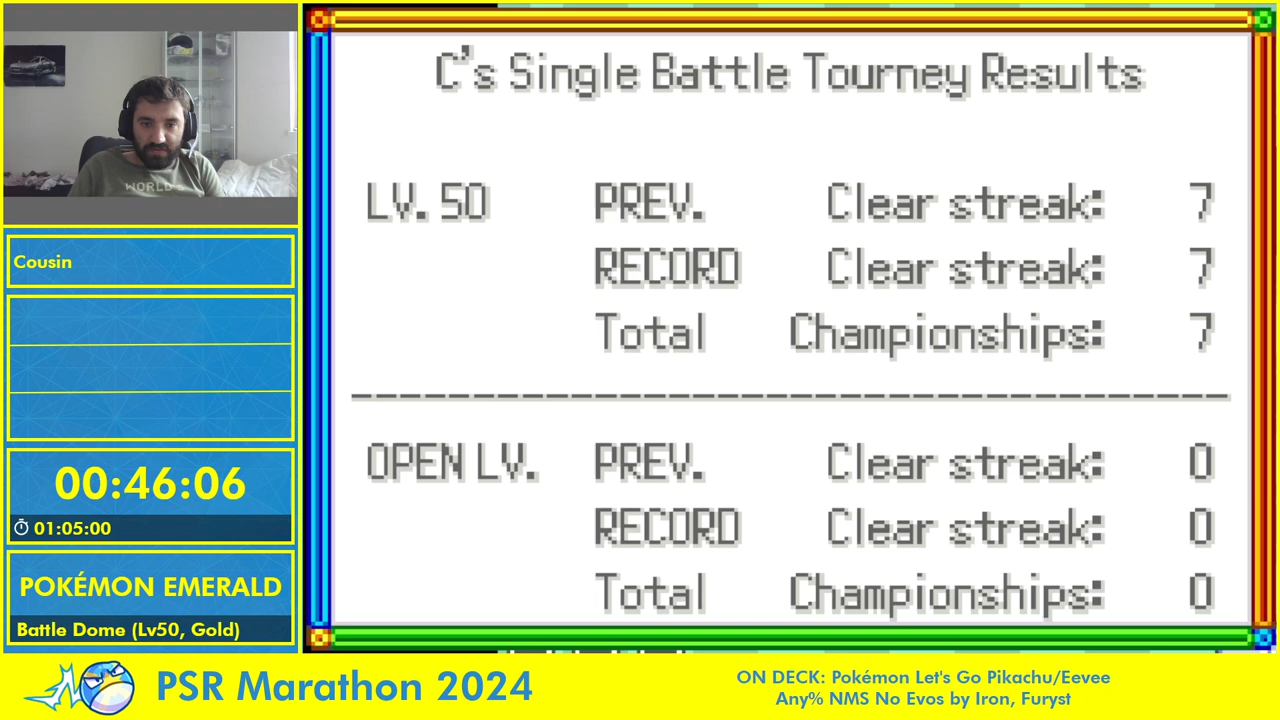 C's Single Battle Tourney Results
LV. 50 PREV. Clear streak: 7
RECORD Clear streak: 7
Total Championships: 7
OPEN LV. PREV. Clear streak: 0
RECORD Clear streak: 0
Total Championships: 0
WORLD'S
Cousin
00:46:06
01:05:00
POKÉMON EMERALD
Battle Dome (Lv50, Gold)
PSR Marathon 2024
ON DECK: Pokémon Let's Go Pikachu/Eevee
Any% NMS No Evos by Iron, Furyst